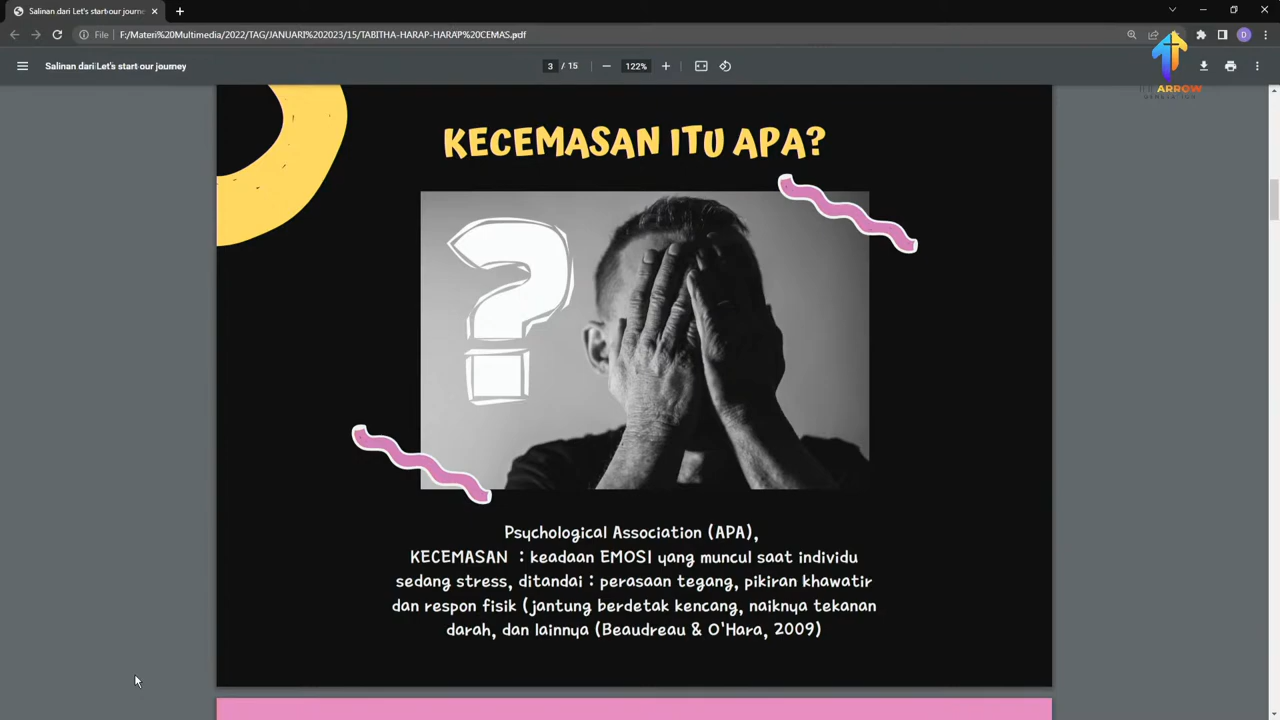 Salinan dari Let's start our journe
File
F:/Materi%20Multimedia/2022/TAG/JANUARI%202023/15/TABITHA-HARAP-HARAP%20CEMAS.pdf
D
Salinan dari Let's start our journey
3 / 15
122%
ARROW
KECEMASAN ITU APA?
?
Psychological Association (APA),
KECEMASAN : keadaan EMOSI yang muncul saat individu
sedang stress, ditandai : perasaan tegang, pikiran khawatir
dan respon fisik (jantung berdetak kencang, naiknya tekanan
darah, dan lainnya (Beaudreau & O'Hara, 2009)